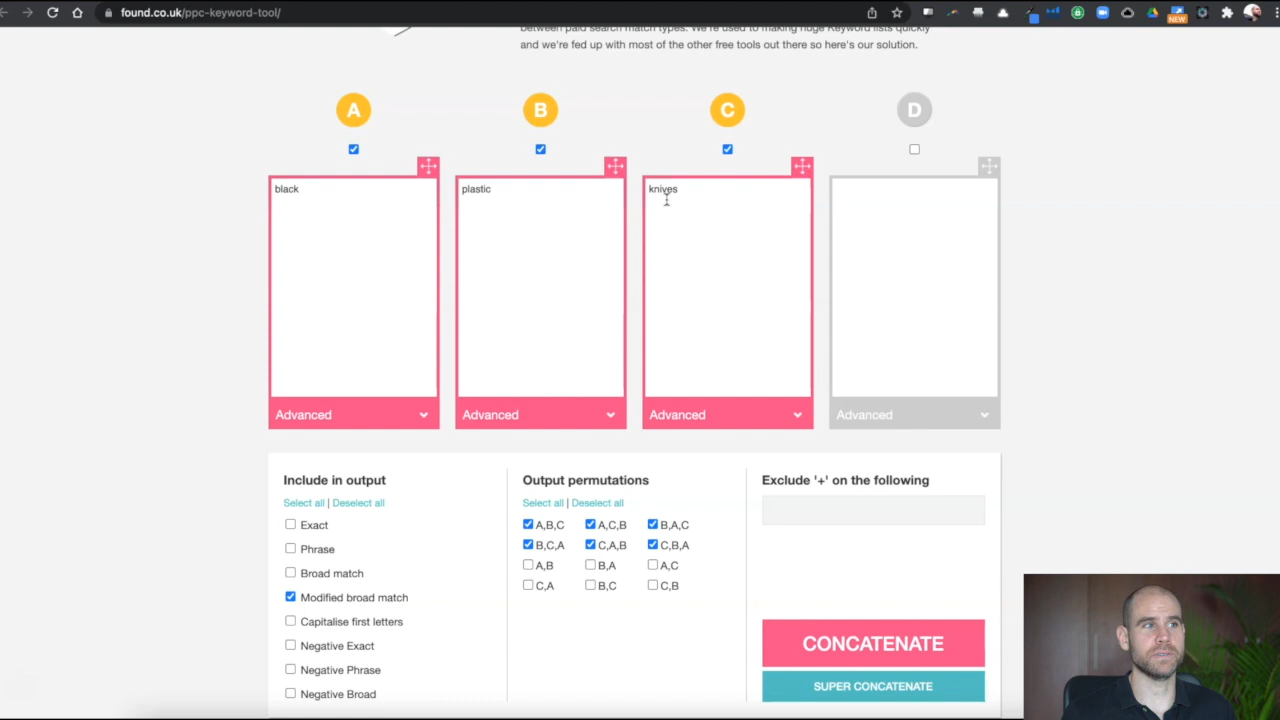 found.co.uk/ppc-keyword-tool/
NEW
between paid search match types. We're used to making huge Keyword lists quickly
and we're fed up with most of the other free tools out there so here's our solution.
A
B
C
D
black
plastic
knives
Advanced
Advanced
Advanced
Advanced
Include in output
Select all | Deselect all
Exact
Phrase
Broad match
Modified broad match
Capitalise first letters
Negative Exact
Negative Phrase
Negative Broad
Output permutations
Select all | Deselect all
A,B,C A,C,B B,A,C
B,C,A C,A,B C,B,A
A,B B,A A,C
C,A B,C C,B
Exclude '+' on the following
CONCATENATE
SUPER CONCATENATE